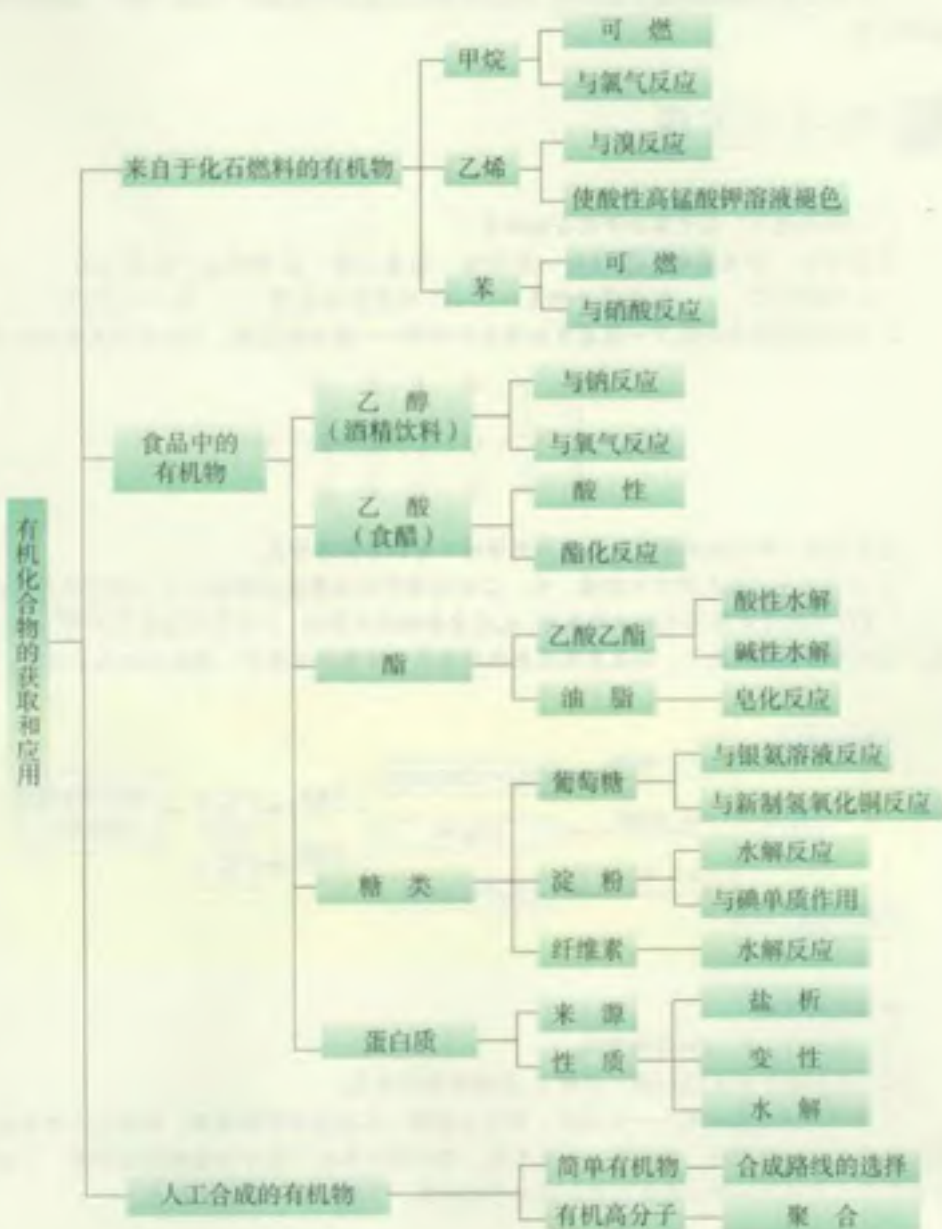 有机化合物的获取和应用
来自于化石燃料的有机物
甲烷
可 燃
与氯气反应
乙烯
与溴反应
使酸性高锰酸钾溶液褪色
苯
可 燃
与硝酸反应
食品中的
有机物
乙 醇
（酒精饮料）
与钠反应
与氧气反应
乙 酸
（食醋）
酸 性
酯化反应
酯
乙酸乙酯
酸性水解
碱性水解
油 脂
皂化反应
糖 类
葡萄糖
与银氨溶液反应
与新制氢氧化铜反应
淀 粉
水解反应
与碘单质作用
纤维素
水解反应
蛋白质
来 源
性 质
盐 析
变 性
水 解
人工合成的有机物
简单有机物
合成路线的选择
有机高分子
聚 合